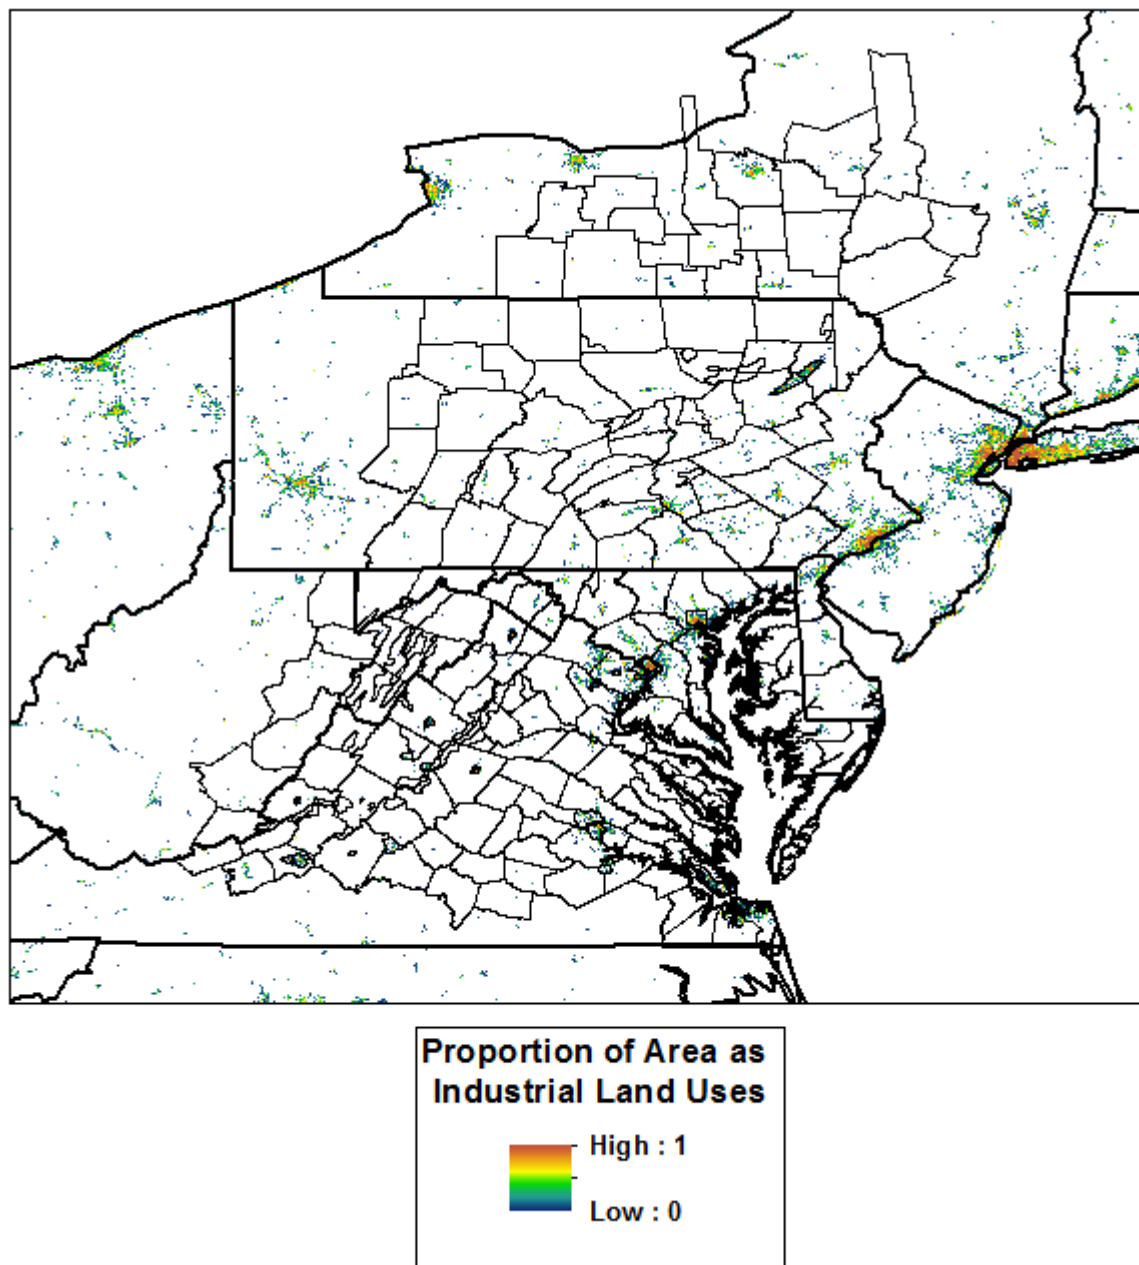 Proportion of Area as
Industrial Land Uses
High : 1
Low : 0